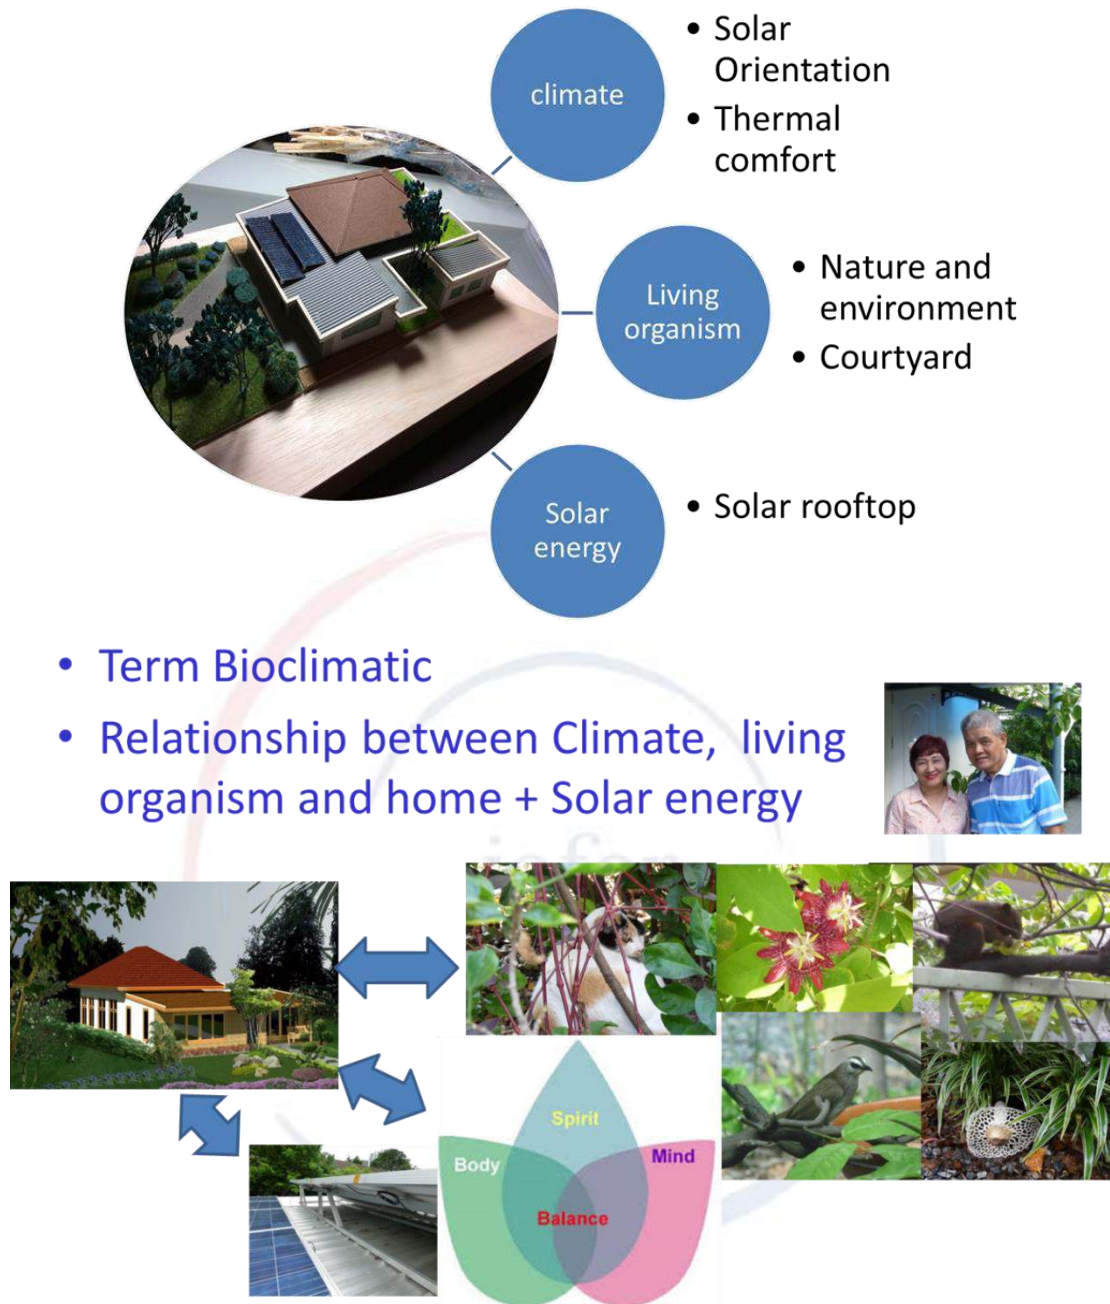 climate
• Solar
Orientation
• Thermal
comfort
Living
organism
• Nature and
environment
• Courtyard
Solar
energy
• Solar rooftop
• Term Bioclimatic
• Relationship between Climate, living
organism and home + Solar energy
Spirit
Body
Mind
Balance